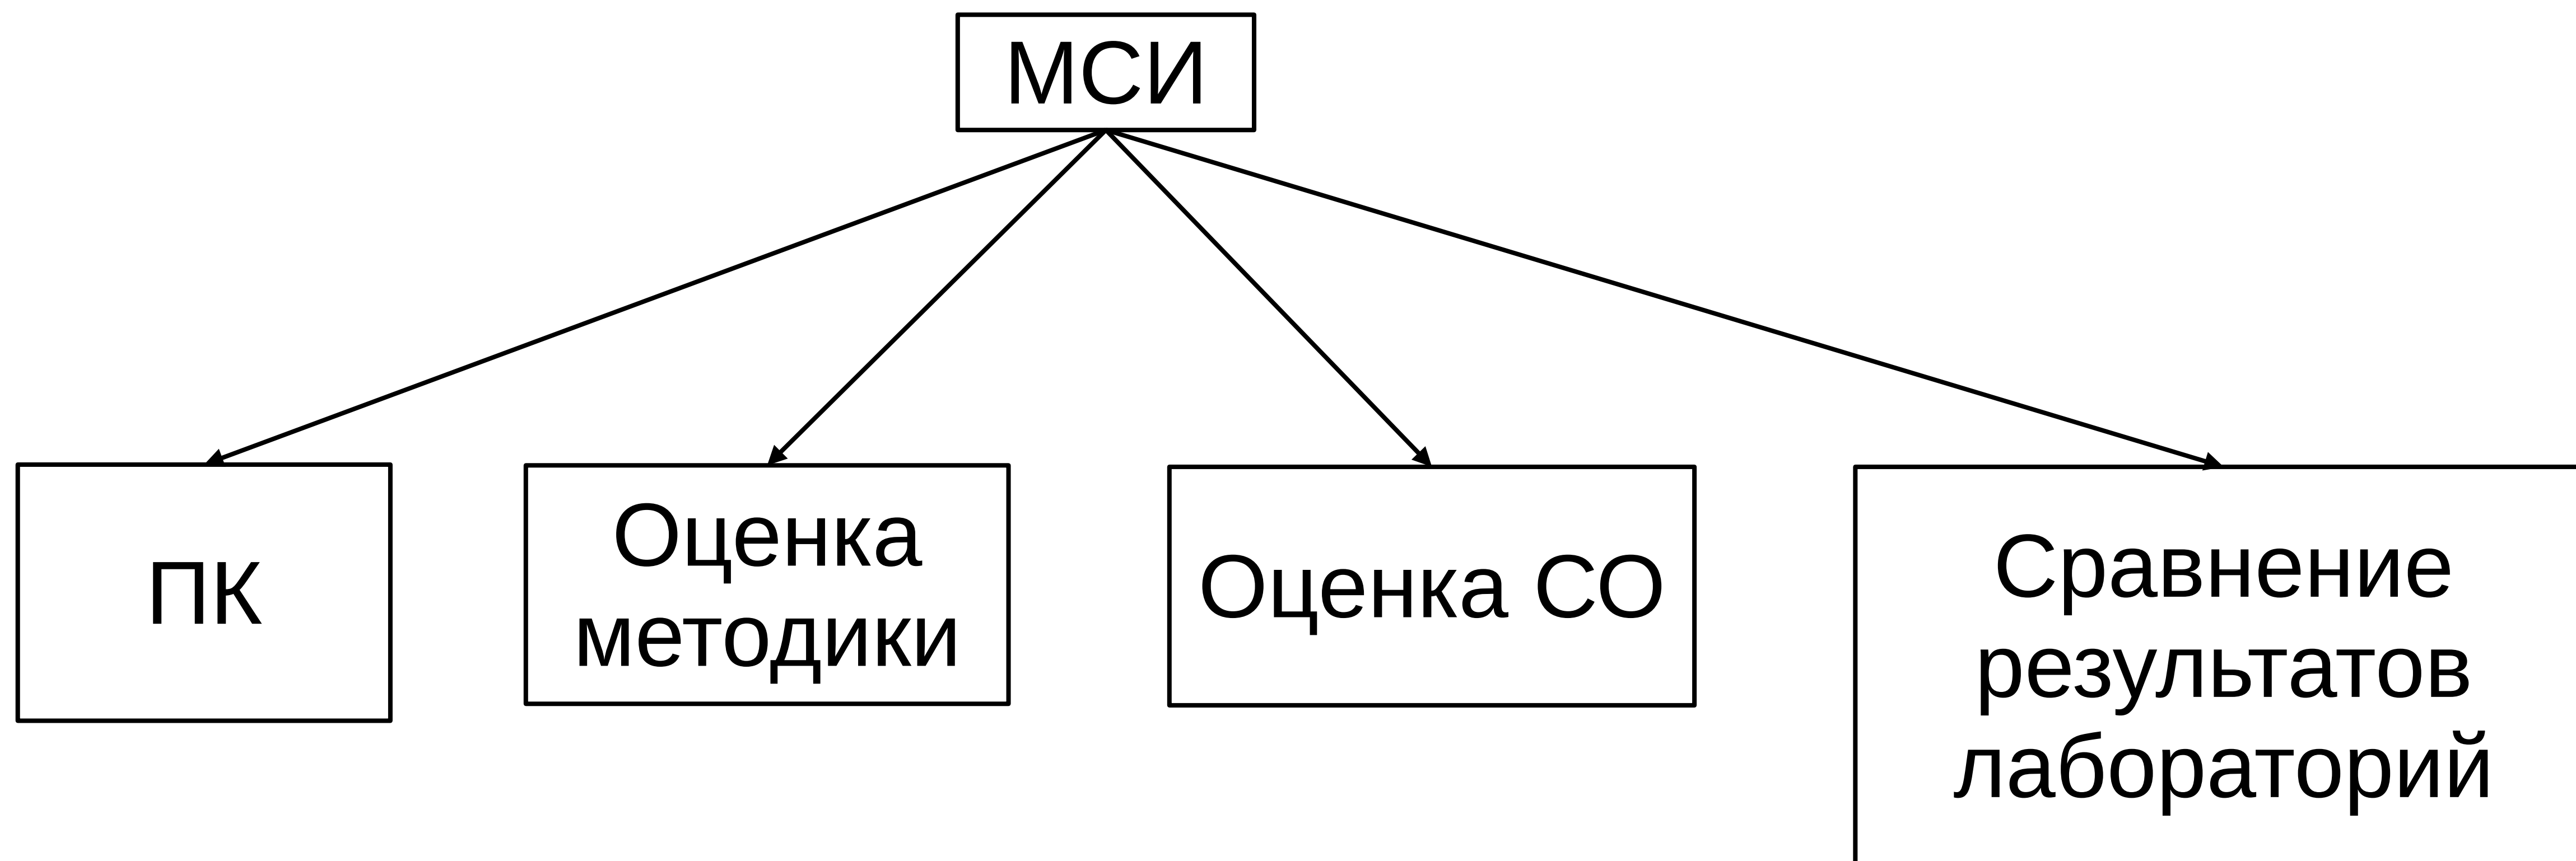 МСИ
ПК
Оценка
методики
Оценка СО
Сравнение
результатов
лабораторий